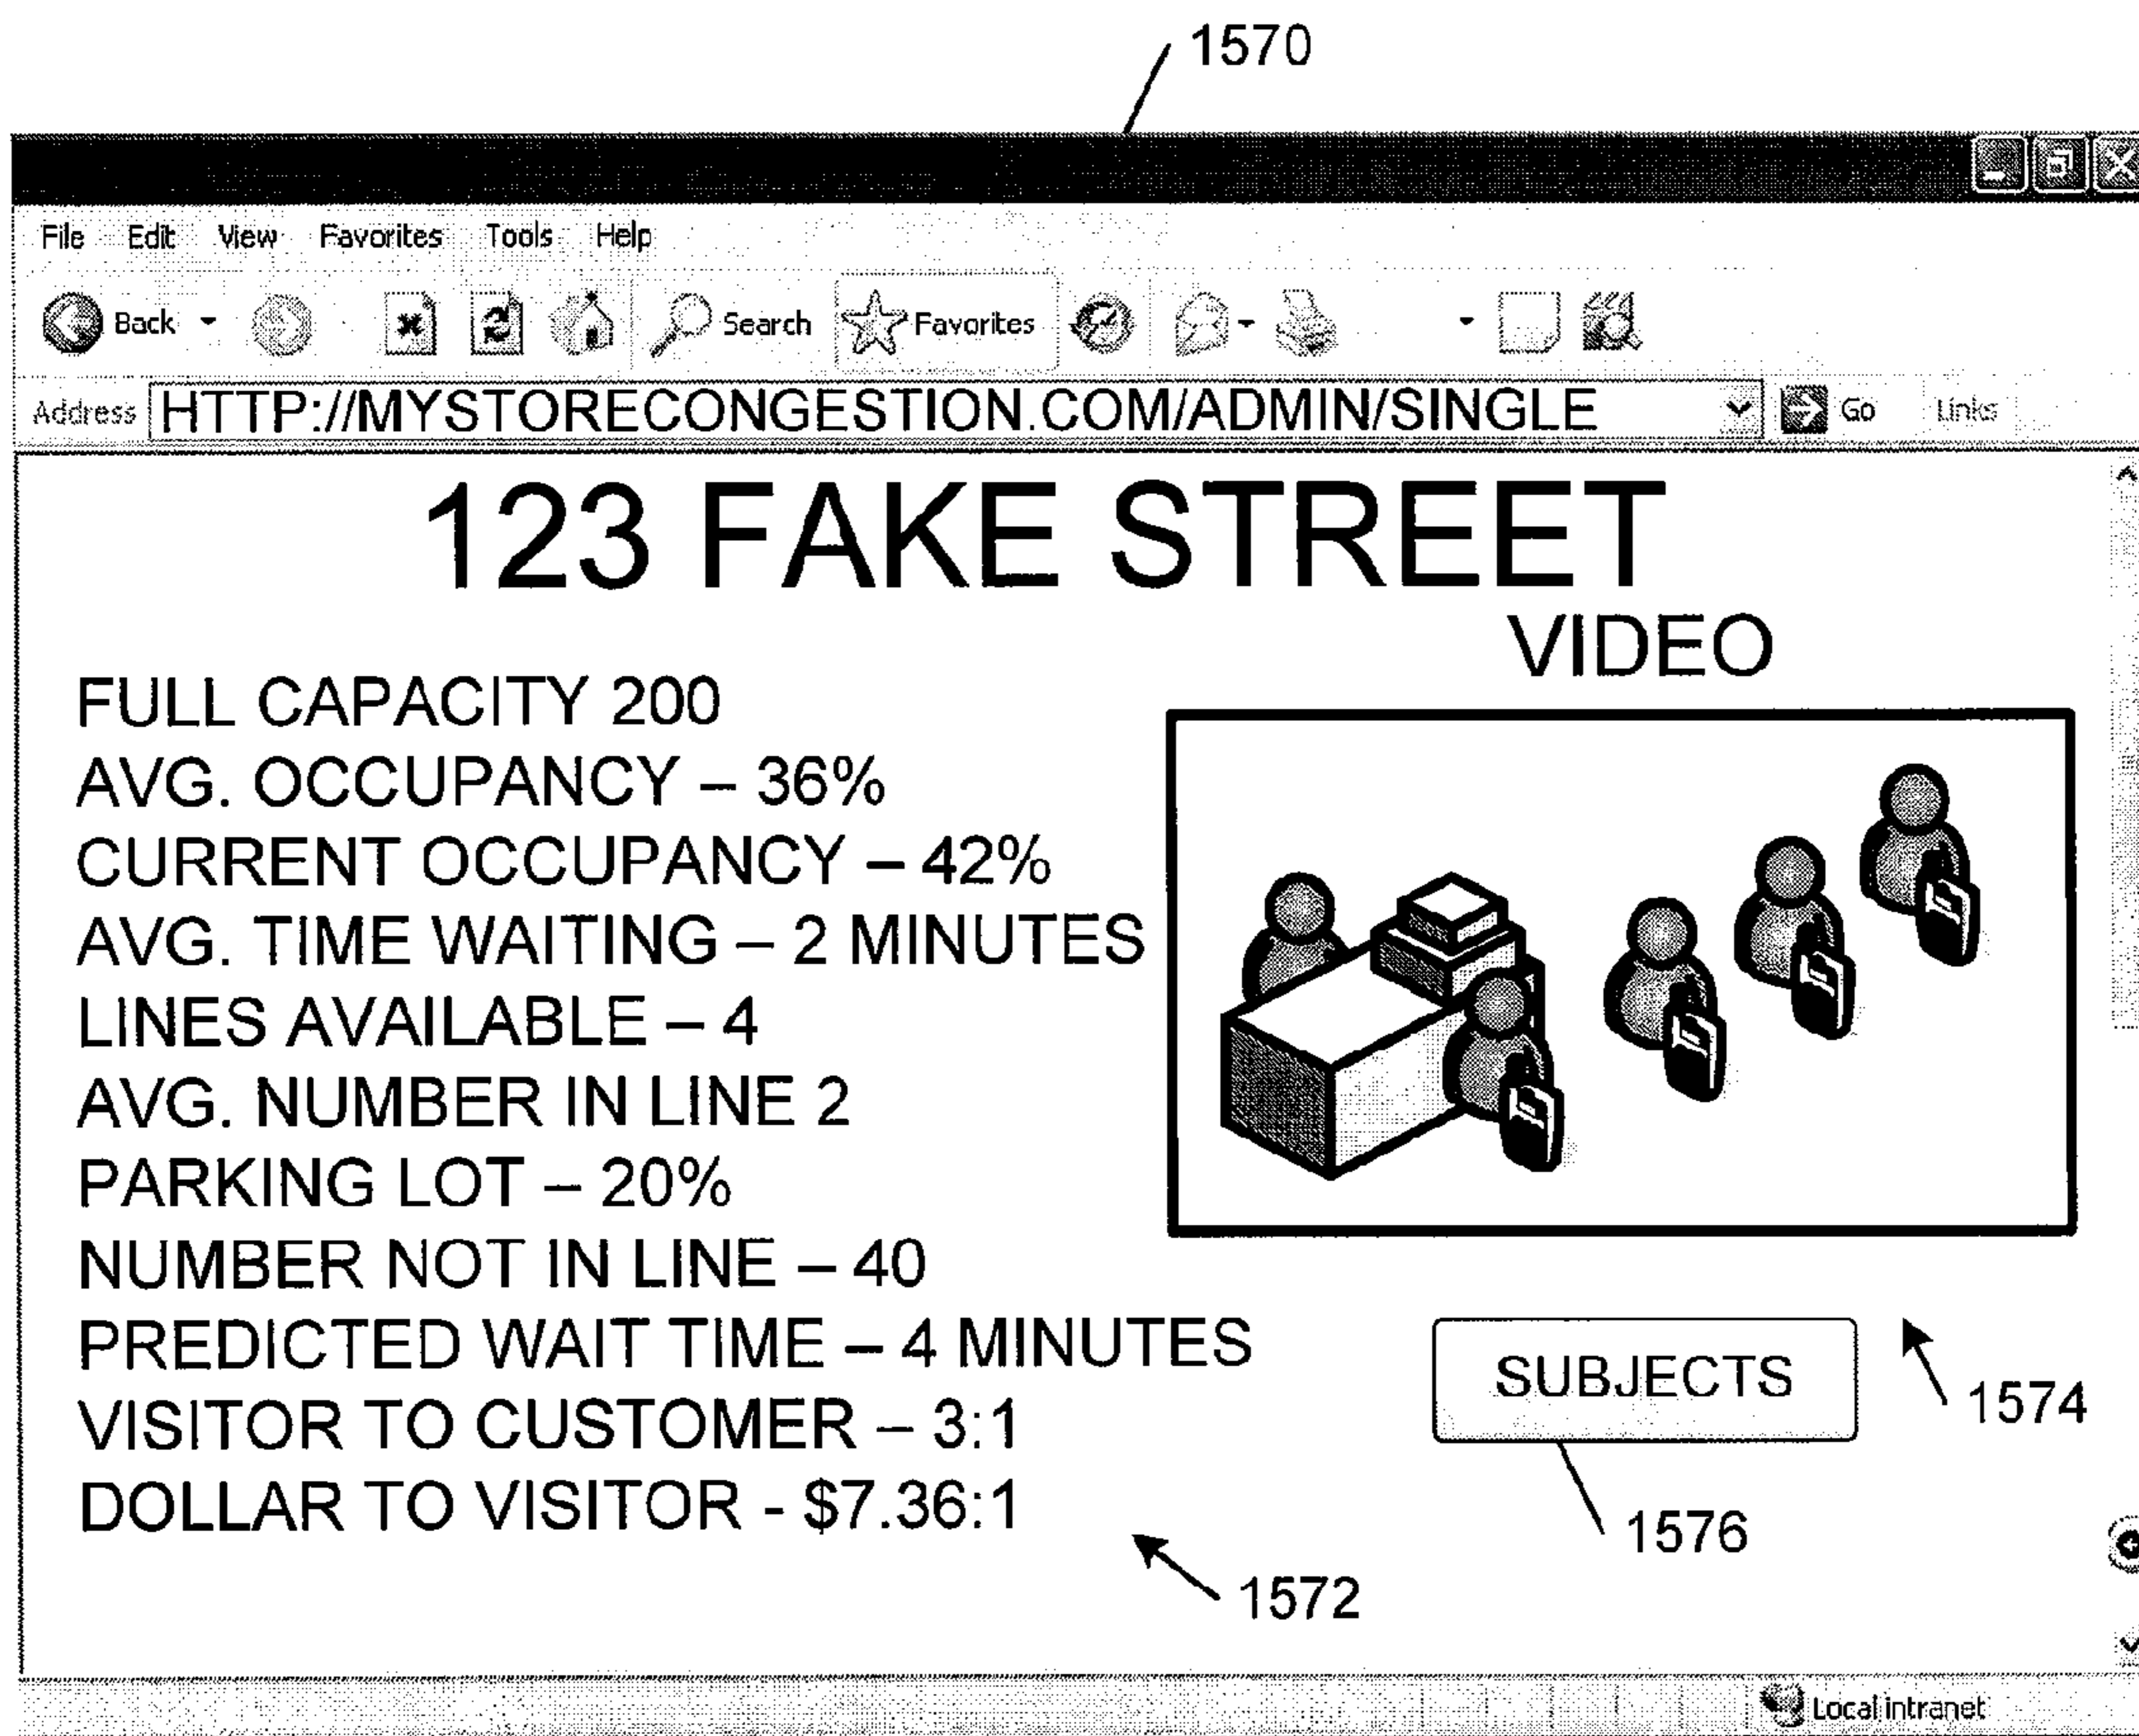 1570
File Edit View Favorites Tools Help
Back Search Favorites
Address HTTP://MYSTORECONGESTION.COM/ADMIN/SINGLE Go Links
123 FAKE STREET
VIDEO
FULL CAPACITY 200
AVG. OCCUPANCY – 36%
CURRENT OCCUPANCY – 42%
AVG. TIME WAITING – 2 MINUTES
LINES AVAILABLE – 4
AVG. NUMBER IN LINE 2
PARKING LOT – 20%
NUMBER NOT IN LINE – 40
PREDICTED WAIT TIME – 4 MINUTES
VISITOR TO CUSTOMER – 3:1
DOLLAR TO VISITOR - $7.36:1
SUBJECTS
1574
1576
1572
Local intranet